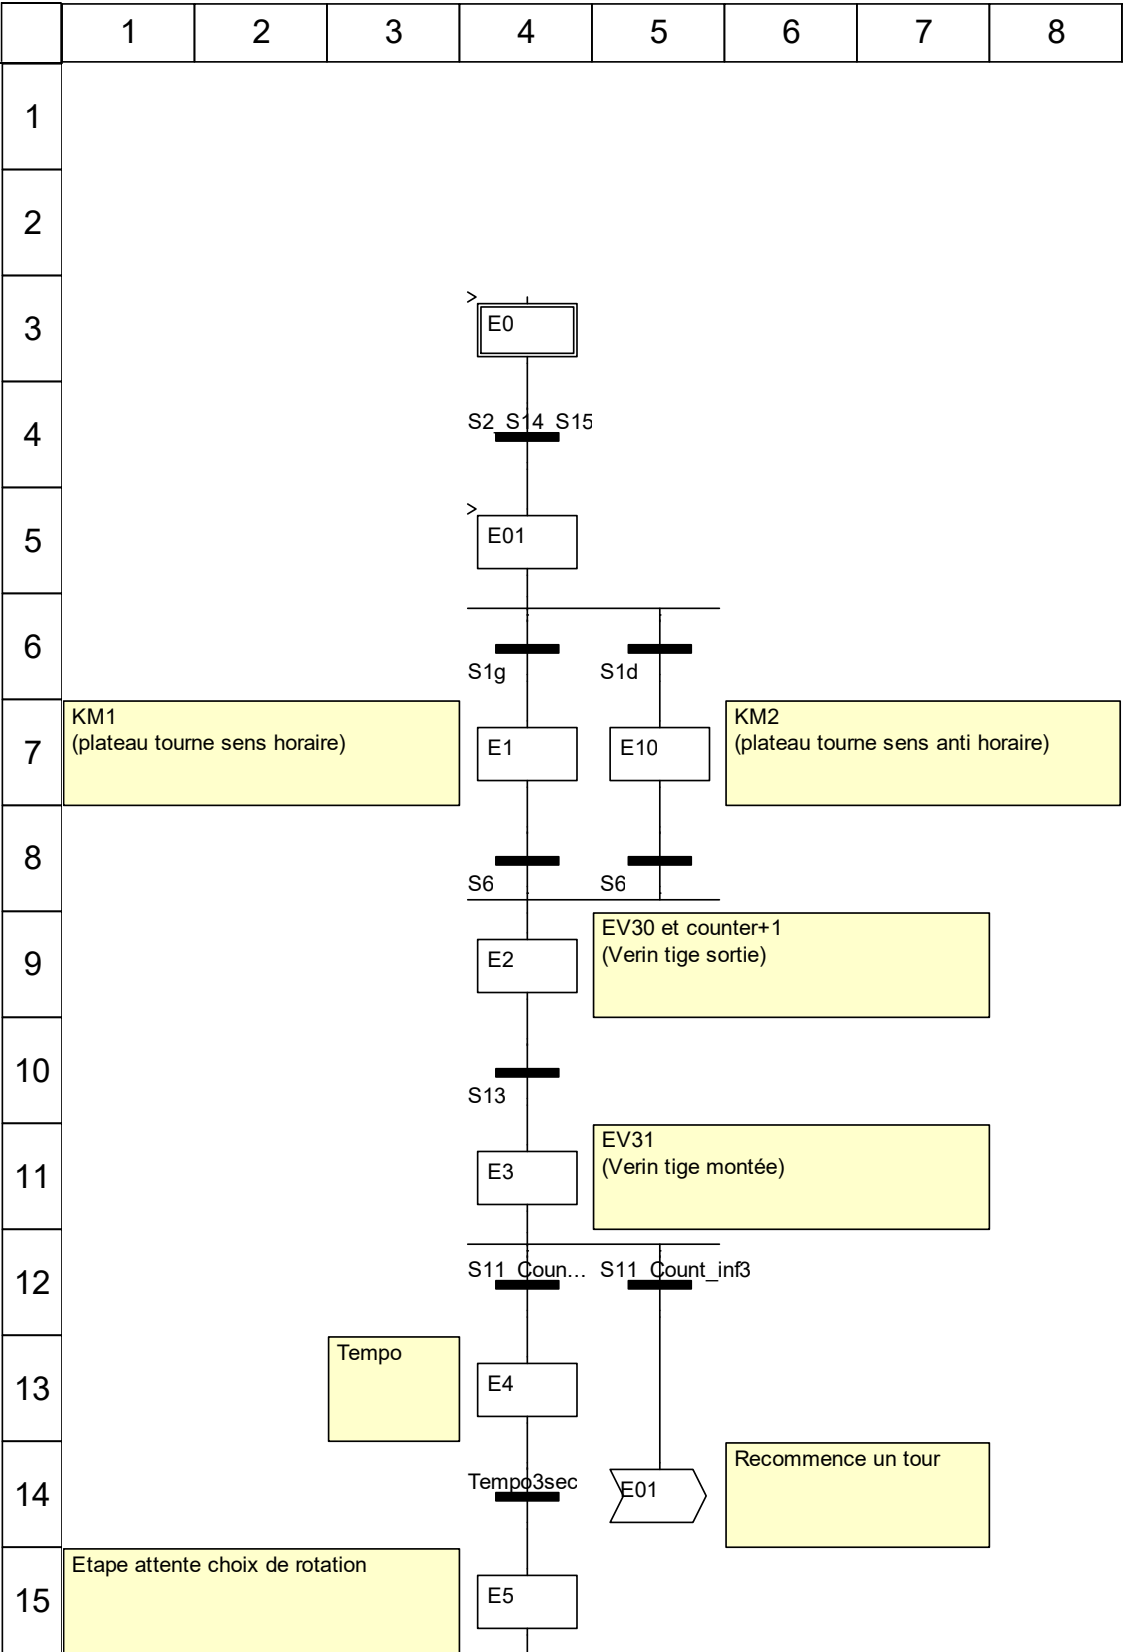 1 2 3 4 5 6 7 8
1
2
3
>
E0
4
S2_S14_S15
5
>
E01
6
S1g S1d
7
KM1
(plateau tourne sens horaire)
E1
E10
KM2
(plateau tourne sens anti horaire)
8
S6 S6
9
E2
EV30 et counter+1
(Verin tige sortie)
10
S13
11
E3
EV31
(Verin tige montée)
12
S11_Coun... S11_Count_inf3
13
Tempo
E4
14
Tempo3sec
E01
Recommence un tour
15
Etape attente choix de rotation
E5